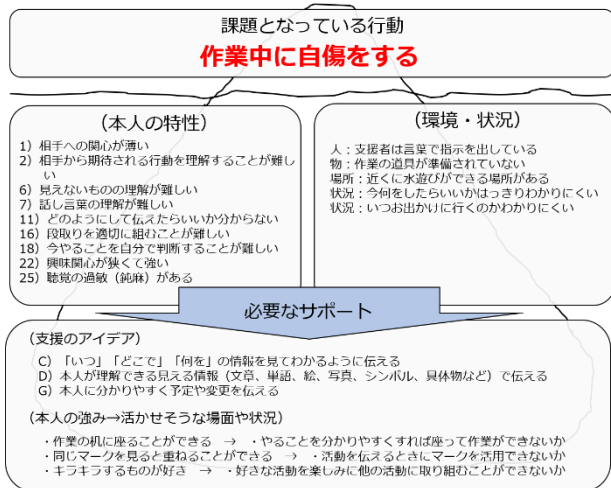 課題となっている行動
作業中に自傷をする
（本人の特性）
1）相手への関心が薄い
2）相手から期待される行動を理解することが難し
い
6）見えないものの理解が難しい
7）話し言葉の理解が難しい
11）どのようにして伝えたらいいか分からない
16）段取りを適切に組むことが難しい
18）今やることを自分で判断することが難しい
22）興味関心が狭くて強い
25）聴覚の過敏（鈍麻）がある
（環境・状況）
人：支援者は言葉で指示を出している
物：作業の道具が準備されていない
場所：近くに水遊びができる場所がある
状況：今何をしたらいいかはっきりわかりにくい
状況：いつお出かけに行くのかわかりにくい
必要なサポート
（支援のアイデア）
C）「いつ」「どこで」「何を」の情報を見てわかるように伝える
D）本人が理解できる見える情報（文章、単語、絵、写真、シンボル、具体物など）で伝える
G）本人に分かりやすく予定や変更を伝える
（本人の強み→活かせそうな場面や状況）
・作業の机に座ることができる　→　・やることを分かりやすくすれば座って作業ができないか
・同じマークを見ると重ねることができる　→　・活動を伝えるときにマークを活用できないか
・キラキラするものが好き　→　・好きな活動を楽しみに他の活動に取り組むことができないか